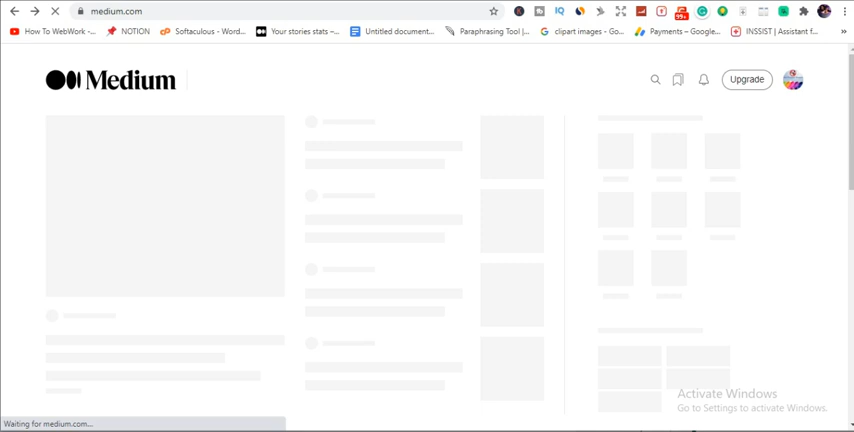 medium.com
99+
How To WebWork -...
NOTION
Softaculous - Word...
Your stories stats –...
Untitled document...
Paraphrasing Tool |...
clipart images - Go...
Payments – Google...
INSSIST | Assistant f...
»
Medium
Upgrade
Activate Windows
Go to Settings to activate Windows.
Waiting for medium.com...